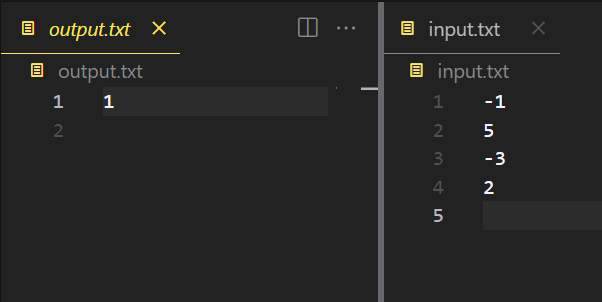 output.txt
output.txt
1 1
2
input.txt
input.txt
1 -1
2 5
3 -3
4 2
5